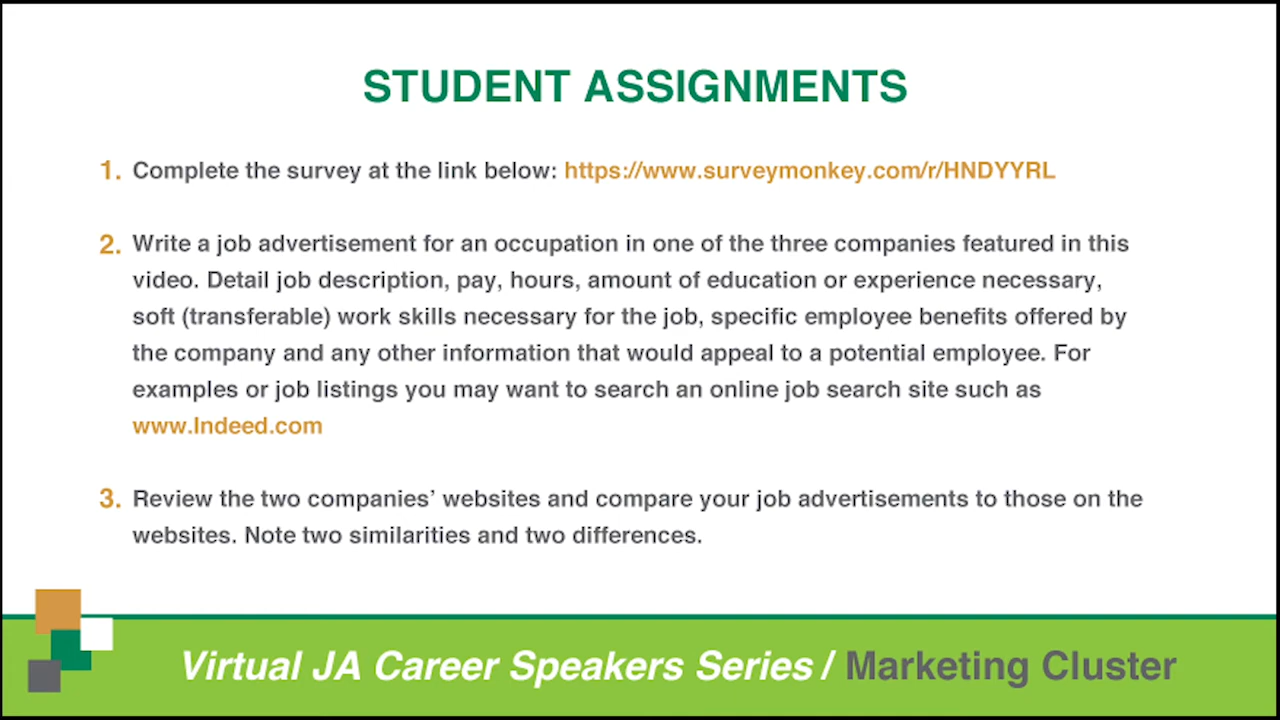 STUDENT ASSIGNMENTS
1. Complete the survey at the link below: https://www.surveymonkey.com/r/HNDYYRL
2. Write a job advertisement for an occupation in one of the three companies featured in this
video. Detail job description, pay, hours, amount of education or experience necessary,
soft (transferable) work skills necessary for the job, specific employee benefits offered by
the company and any other information that would appeal to a potential employee. For
examples or job listings you may want to search an online job search site such as
www.Indeed.com
3. Review the two companies’ websites and compare your job advertisements to those on the
websites. Note two similarities and two differences.
Virtual JA Career Speakers Series / Marketing Cluster